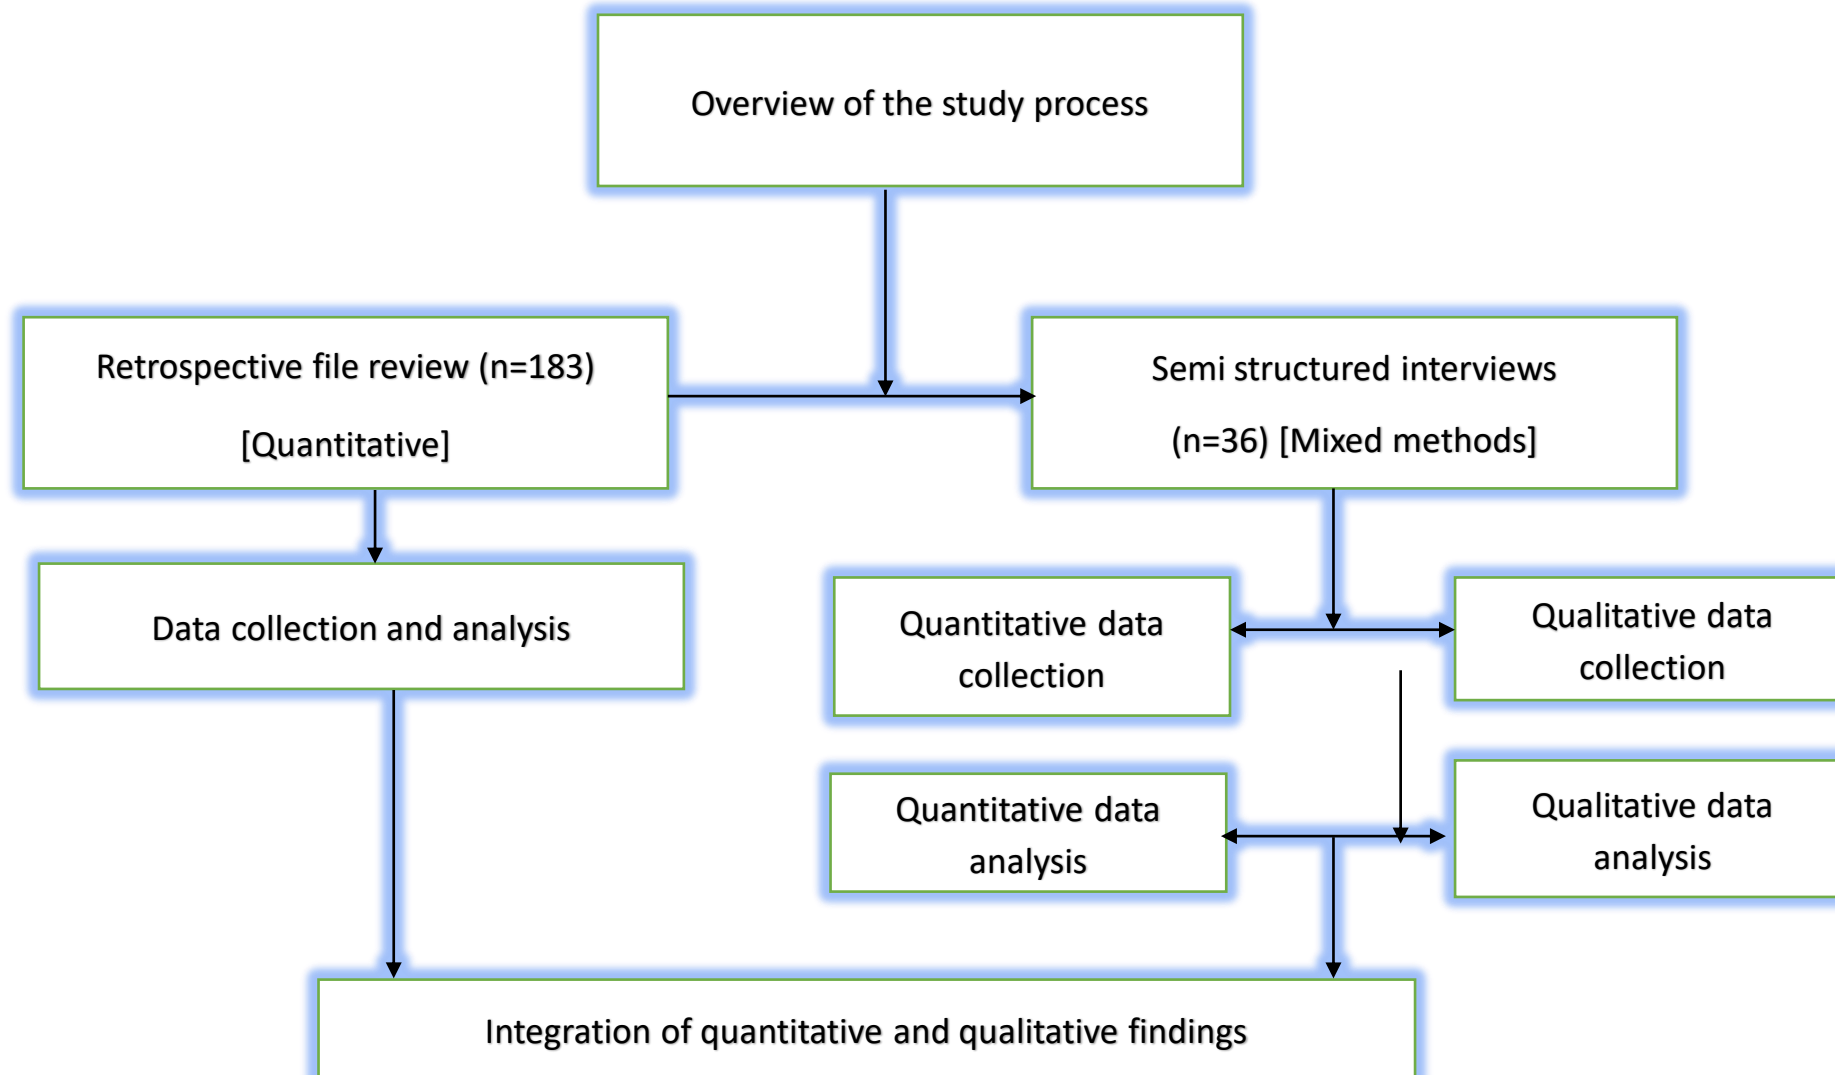 Overview of the study process
Retrospective file review (n=183)
[Quantitative]
Semi structured interviews
(n=36) [Mixed methods]
Data collection and analysis
Quantitative data
collection
Qualitative data
collection
Quantitative data
analysis
Qualitative data
analysis
Integration of quantitative and qualitative findings